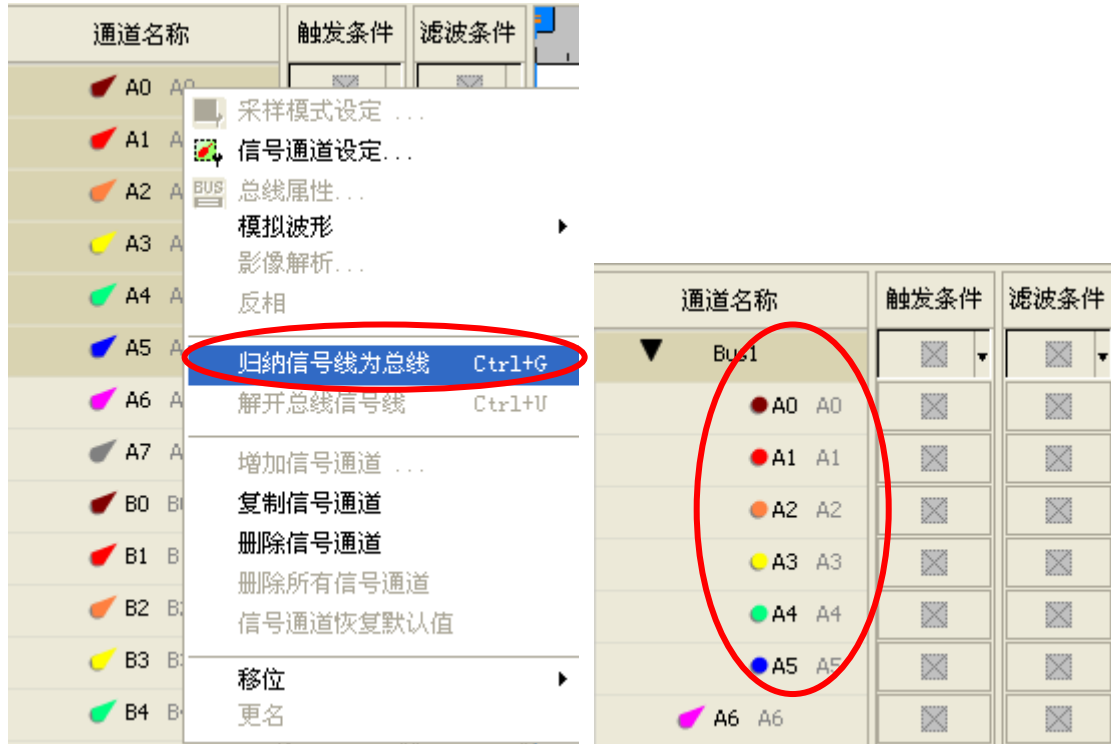 通道名称 触发条件 滤波条件
A0 A0
采样模式设定 ...
A1 A
信号通道设定...
A2 A
BUS 总线属性...
模拟波形
A3 A
影像解析...
A4 A
反相
A5 A
归纳信号线为总线 Ctrl+G
A6 A
解开总线信号线 Ctrl+U
A7 A
增加信号通道 ...
B0 B
复制信号通道
B1 B
删除信号通道
删除所有信号通道
B2 B
信号通道恢复默认值
B3 B
移位
B4 B
更名
通道名称 触发条件 滤波条件
Bus1
A0 A0
A1 A1
A2 A2
A3 A3
A4 A4
A5 A5
A6 A6